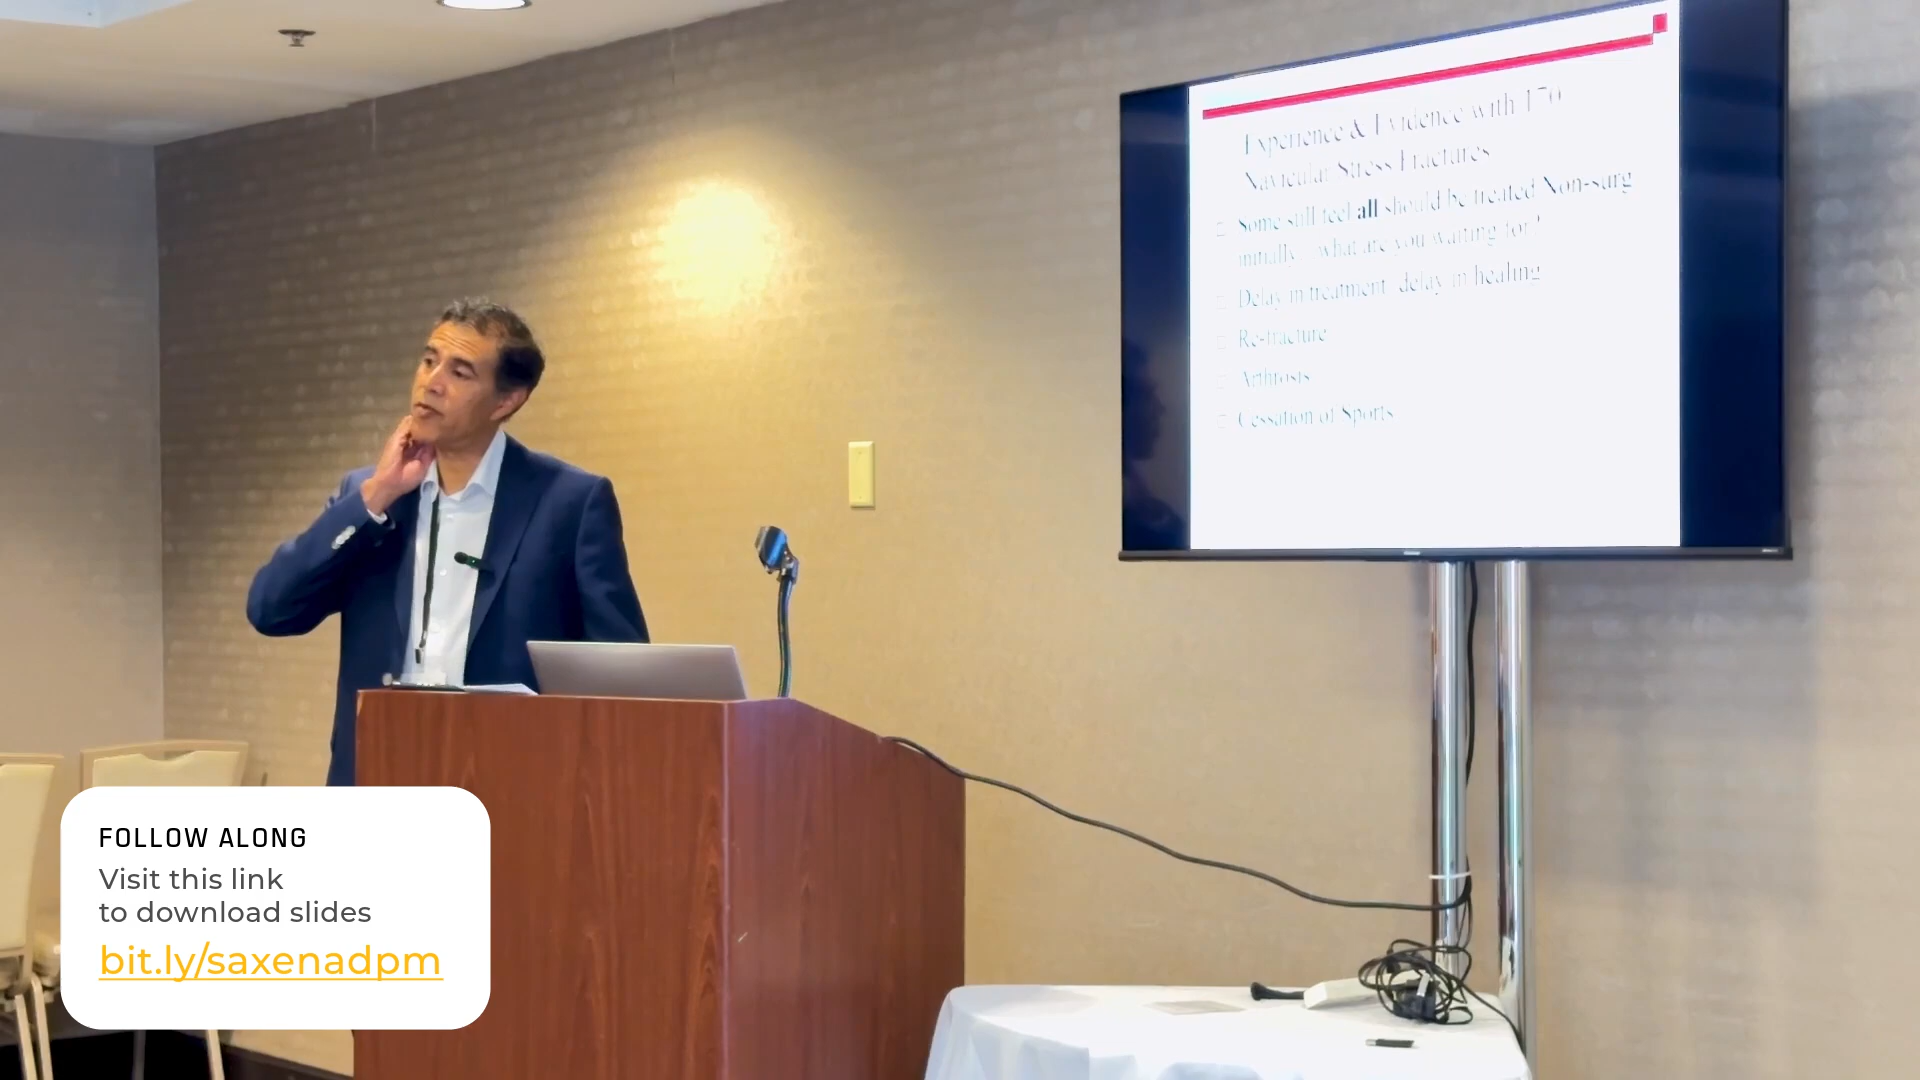 Experience & Evidence with 170
Navicular Stress Fractures
Some still feel all should be treated Non-surg
initially what are you waiting for?
Delay in treatment delay in healing
Re-fracture
Arthrosis
Cessation of Sports
FOLLOW ALONG
Visit this link
to download slides
bit.ly/saxenadpm